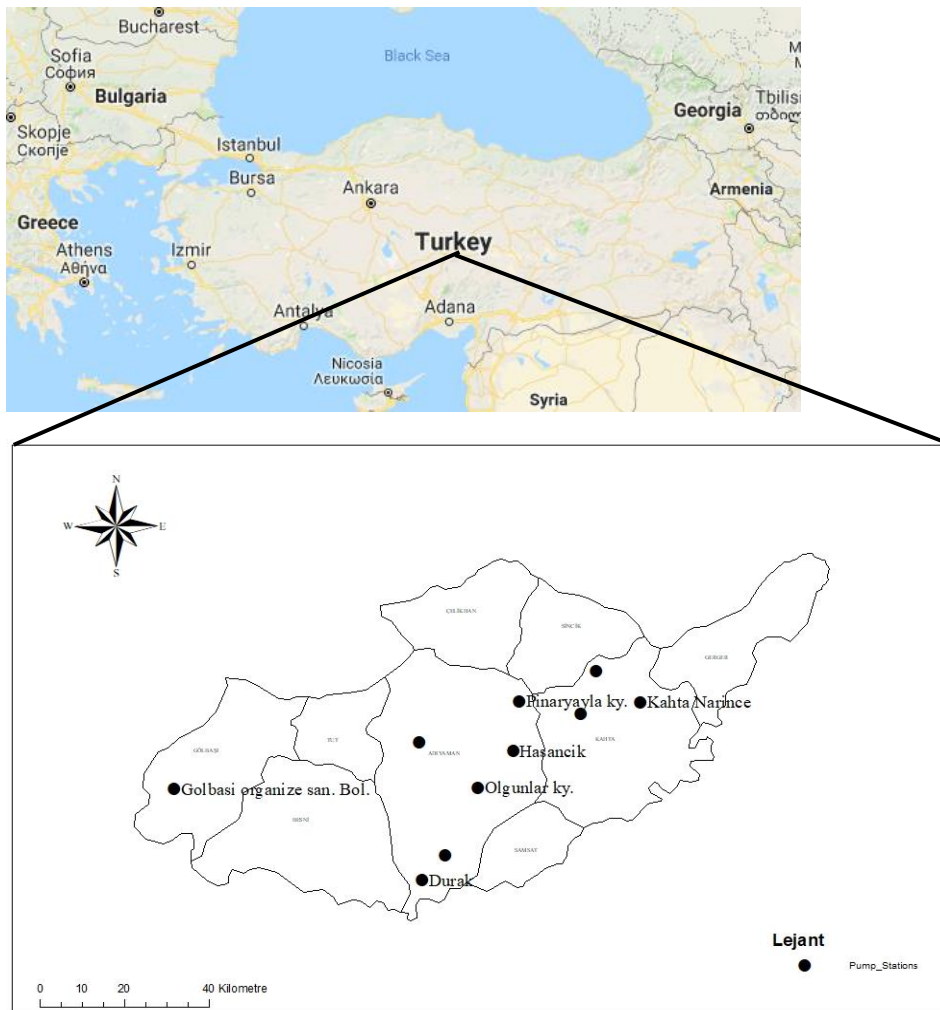 Bucharest
Sofia
София
Bulgaria
Black Sea
Georgia
Tbilisi
Skopje
Скопје
Istanbul
Bursa
Ankara
Armenia
Greece
Athens
Αθήνα
Izmir
Turkey
Antalya
Adana
Nicosia
Λευκωσία
Syria
N
W
E
S
SİNCİK
GERGER
Pinaryayla ky.
Kahta Narince
TUT
GÖLBAŞI
ADIYAMAN
KAHTA
Hasancik
Golbasi organize san. Bol.
Olgunlar ky.
BESNİ
SAMSAT
Durak
Lejant
Pump_Stations
0 10 20 40 Kilometre